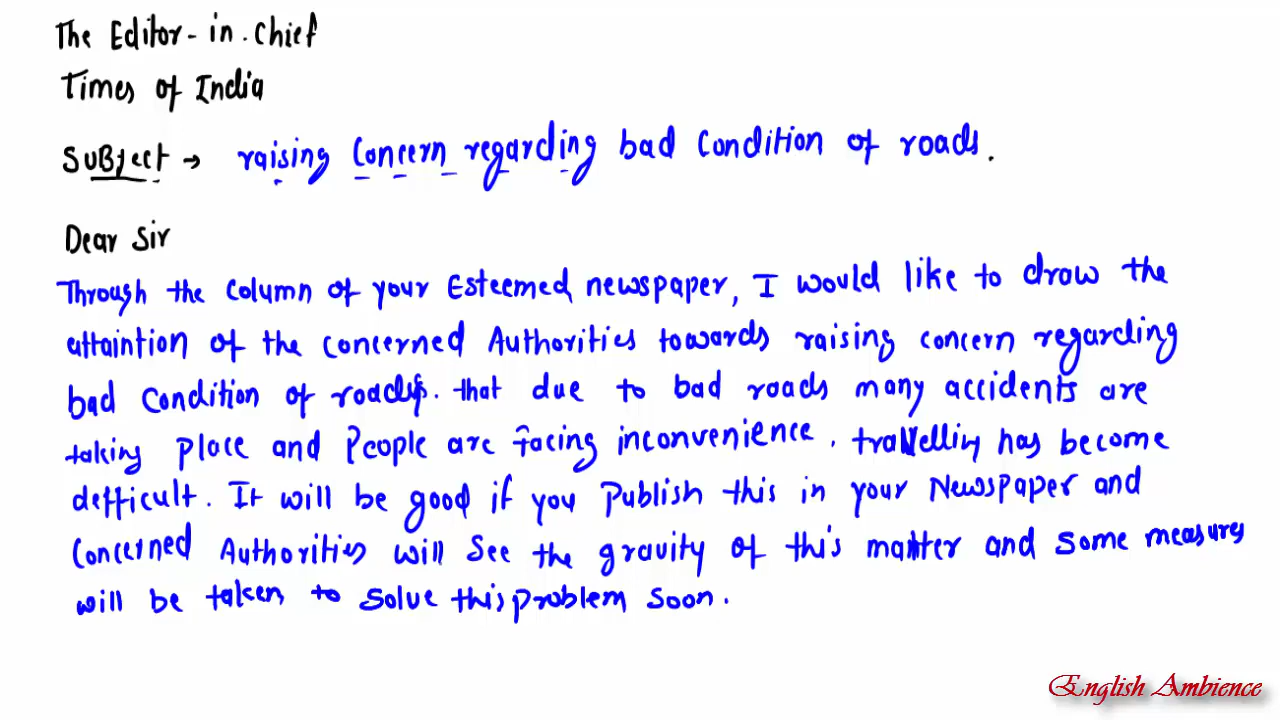 The Editor-in.chief
Times of India
SUBject → raising Concern regarding bad Condition of roads.
Dear Sir
Through the column of your Esteemed newspaper, I would like to draw the
attaintion of the concerned Authorities towards raising concern regarding
bad Condition of roads. that due to bad roads many accidents are
taking place and People are facing inconvenience. travelling has become
defficult. It will be good if you Publish this in your Newspaper and
Concerned Authorities will See the gravity of this matter and some measures
will be taken to solve this problem soon.
English Ambience